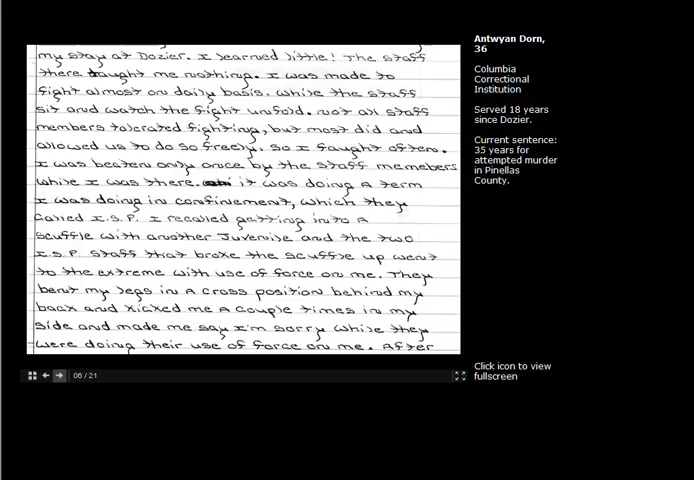 my stay at Dozier. I learned little! The staff
there taught me nothing. I was made to
fight almost on daily basis. While the staff
sit and watch the fight unfold. Not all staff
members tolerated fighting, but most did and
allowed us to do so freely. So I fought often.
I was beaten only once by the staff memebers
while I was there. it was doing a term
I was doing in confinement, which they
called I.S.P. I recalled getting into a
scuffle with another Juvenile and the two
I.S.P. staff that broke the scuffle up went
to the extreme with use of force on me. They
bent my legs in a cross position behind my
back and kicked me a couple times in my
side and made me say I'm sorry while they
were doing their use of force on me. After
06 / 21
Antwyan Dorn,
36
Columbia
Correctional
Institution
Served 18 years
since Dozier.
Current sentence:
35 years for
attempted murder
in Pinellas
County.
Click icon to view
fullscreen